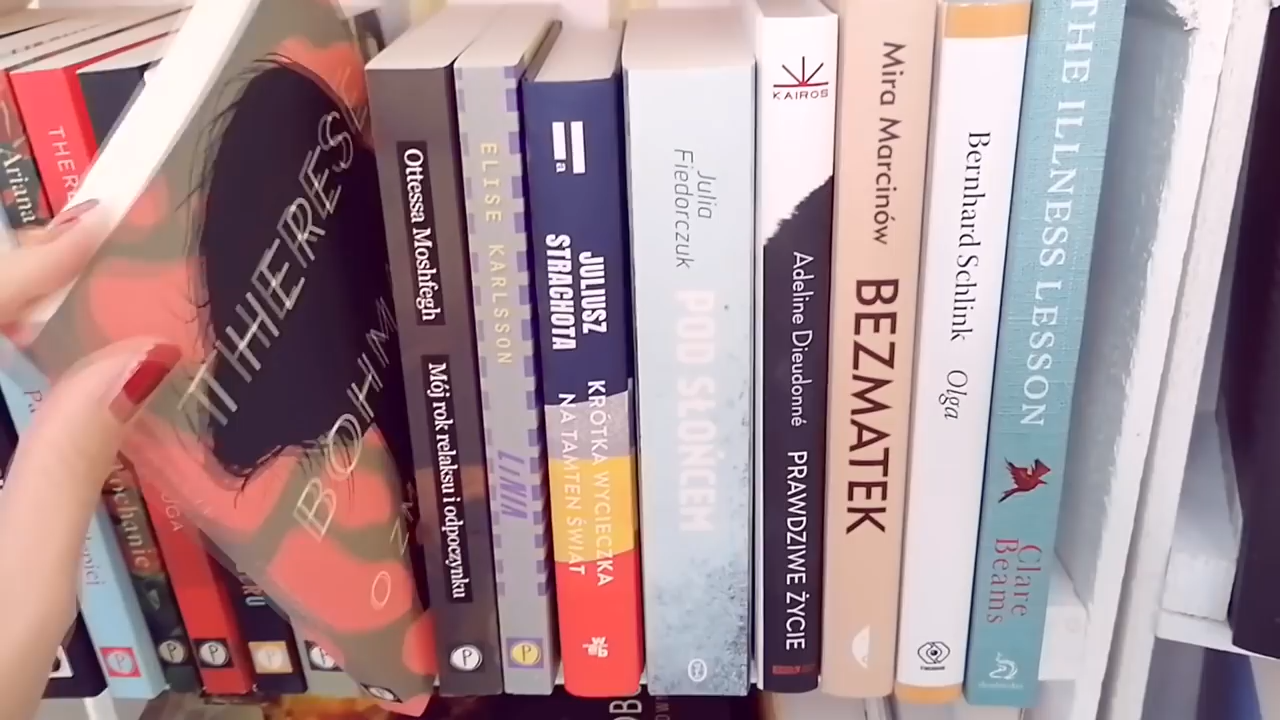 Ariana
THERE
THERESE
BOHM
Ottessa Moshfegh
Mój rok relaksu i odpoczynku
ELISE KARLSSON
LINIA
a
JULIUSZ
STRACHOTA
KRÓTKA WYCIECZKA
NA TAMTEN ŚWIAT
Julia
Fiedorczuk
POD SŁOŃCEM
KAIROS
Adeline Dieudonné
PRAWDZIWE ŻYCIE
Mira Marcinów
BEZMATEK
Bernhard Schlink
Olga
THE ILLNESS LESSON
Clare
Beams